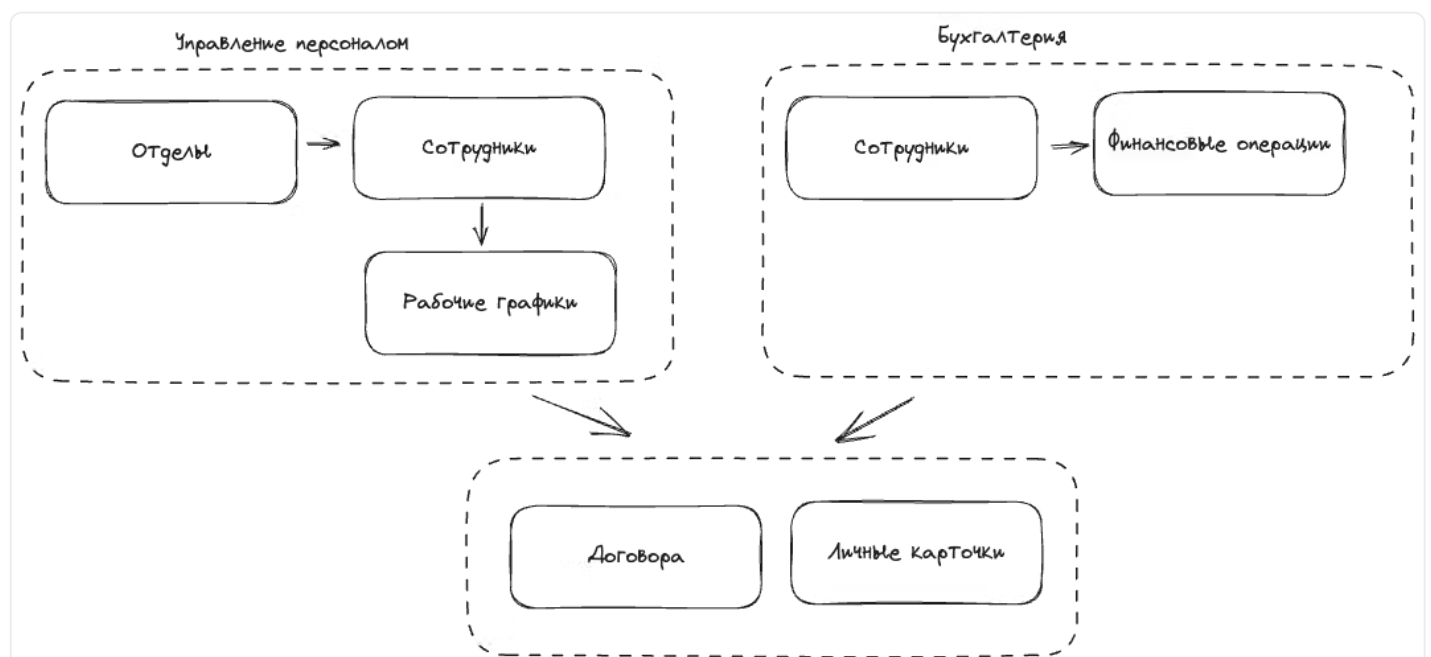 Управление персоналом
Бухгалтерия
Отделы
Сотрудники
Сотрудники
Финансовые операции
Рабочие графики
Договора
Личные карточки